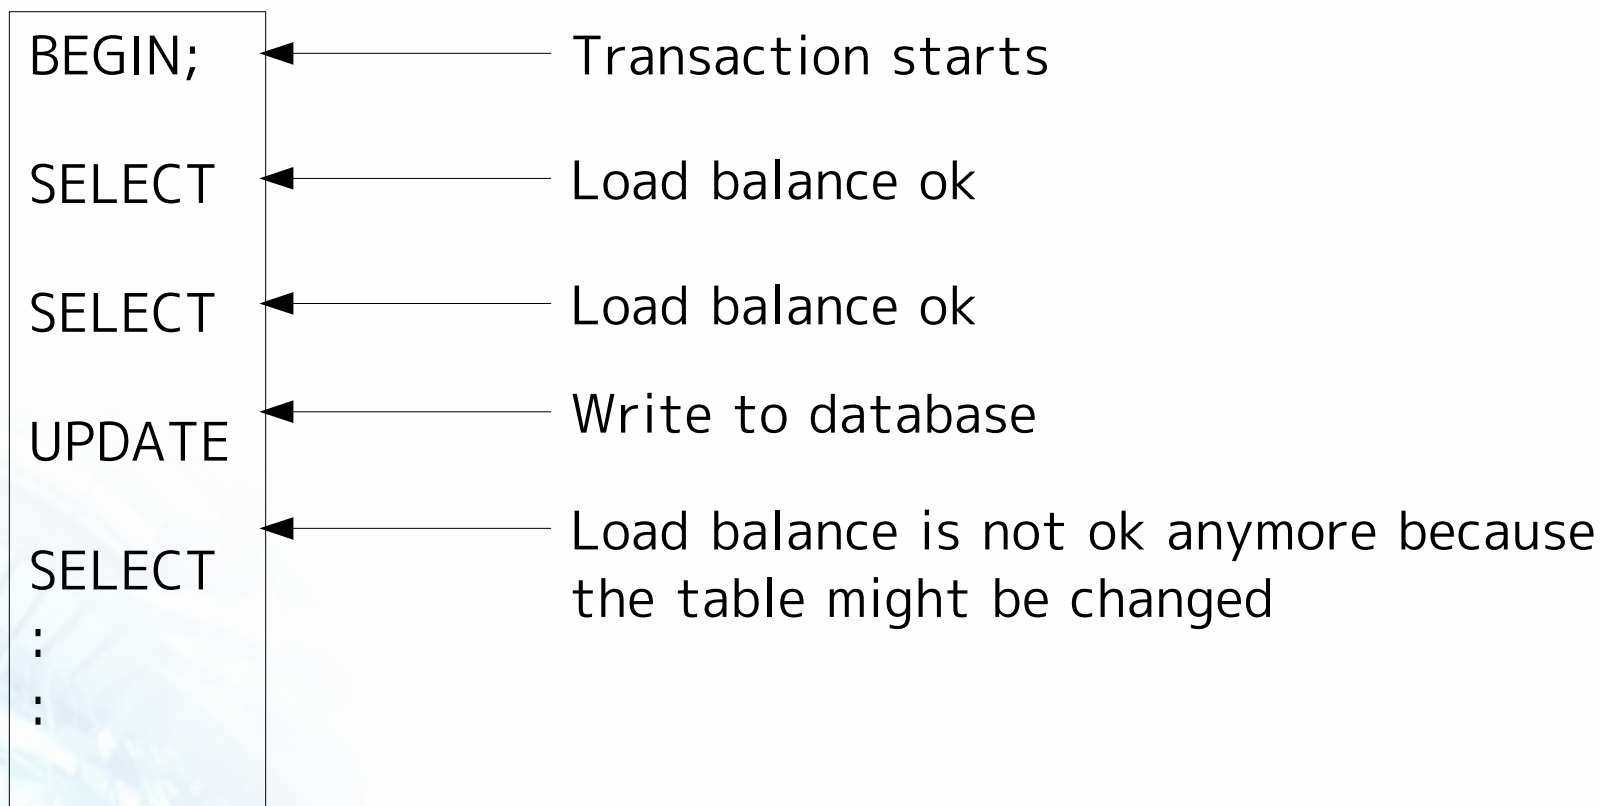 BEGIN;
Transaction starts
SELECT
Load balance ok
SELECT
Load balance ok
UPDATE
Write to database
SELECT
Load balance is not ok anymore because
the table might be changed
:
: